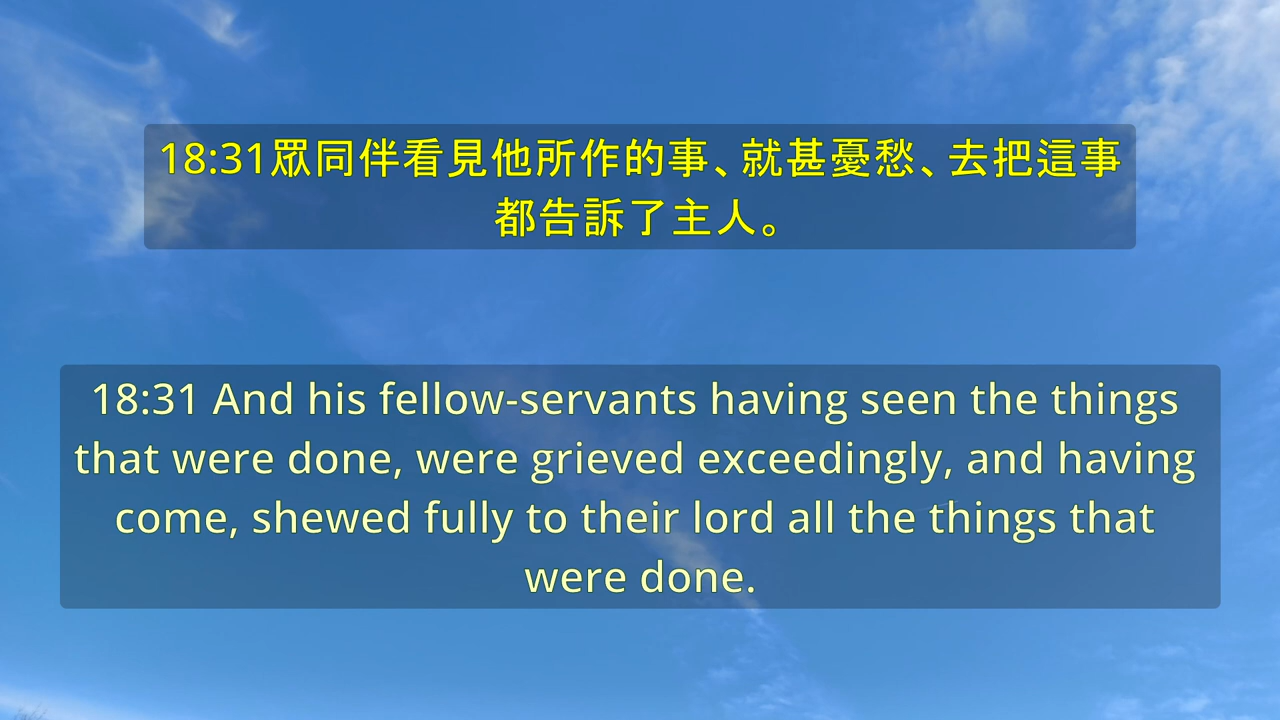 18:31眾同伴看見他所作的事、就甚憂愁、去把這事
都告訴了主人。
18:31 And his fellow-servants having seen the things
that were done, were grieved exceedingly, and having
come, shewed fully to their lord all the things that
were done.